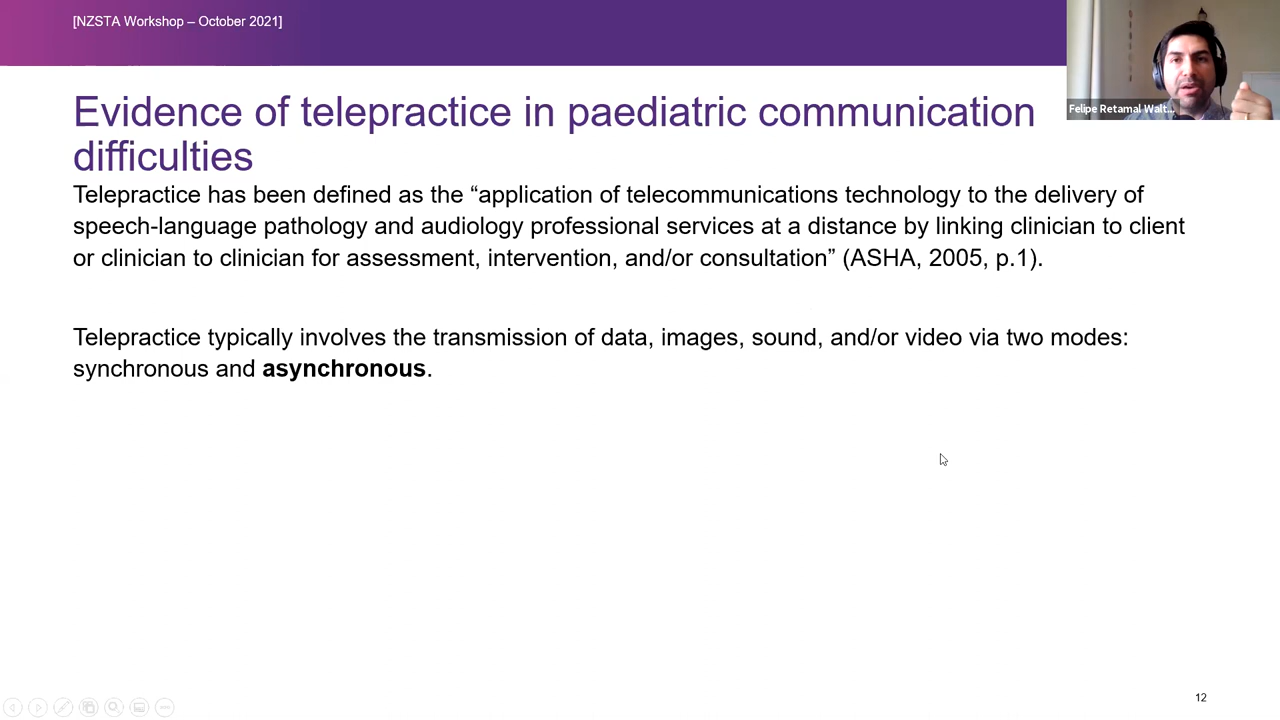 [NZSTA Workshop – October 2021]
Felipe Retamal Walt...
Evidence of telepractice in paediatric communication
difficulties
Telepractice has been defined as the “application of telecommunications technology to the delivery of
speech-language pathology and audiology professional services at a distance by linking clinician to client
or clinician to clinician for assessment, intervention, and/or consultation” (ASHA, 2005, p.1).
Telepractice typically involves the transmission of data, images, sound, and/or video via two modes:
synchronous and asynchronous.
12